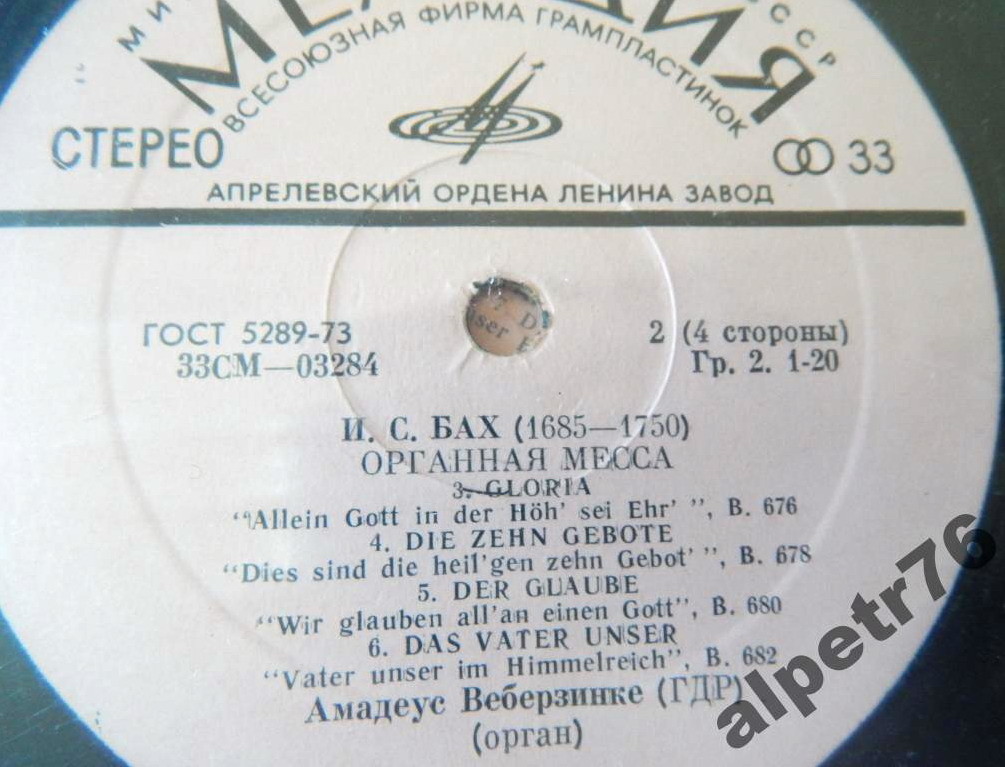 ВСЕСОЮЗНАЯ ФИРМА ГРАМПЛАСТИНОК
СТЕРЕО
33
АПРЕЛЕВСКИЙ ОРДЕНА ЛЕНИНА ЗАВОД
ГОСТ 5289-73
2 (4 стороны)
33СМ—03284
Гр. 2. 1-20
И. С. БАХ (1685—1750)
ОРГАННАЯ МЕССА
3. GLORIA
"Allein Gott in der Höh' sei Ehr' ", B. 676
4. DIE ZEHN GEBOTE
"Dies sind die heil'gen zehn Gebot' ", B. 678
5. DER GLAUBE
"Wir glauben all'an einen Gott", B. 680
6. DAS VATER UNSER
"Vater unser im Himmelreich", B. 682
Амадеус Веберзинке (ГДР)
(орган)
alpetr76